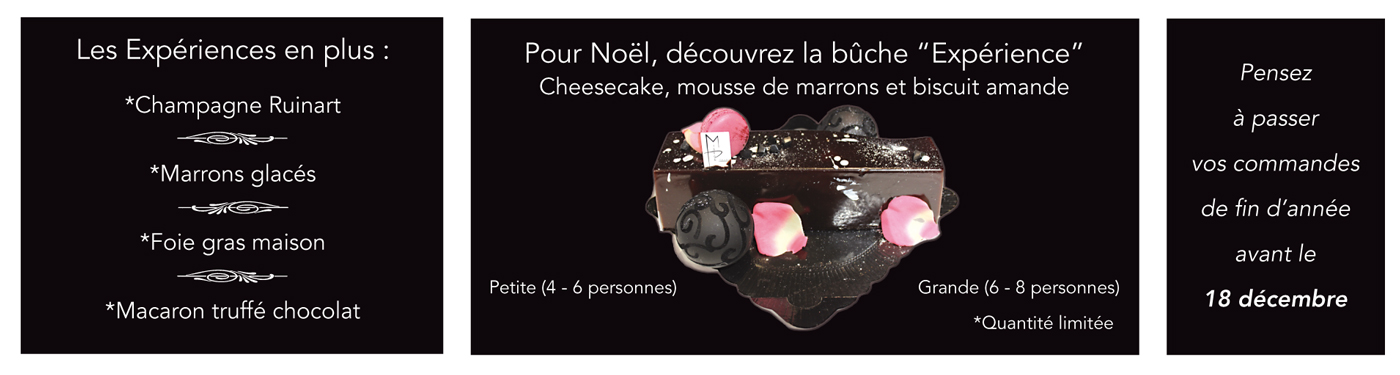 Les Expériences en plus :
*Champagne Ruinart
*Marrons glacés
*Foie gras maison
*Macaron truffé chocolat
Pour Noël, découvrez la bûche “Expérience”
Cheesecake, mousse de marrons et biscuit amande
Petite (4 - 6 personnes)
Grande (6 - 8 personnes)
*Quantité limitée
Pensez
à passer
vos commandes
de fin d’année
avant le
18 décembre